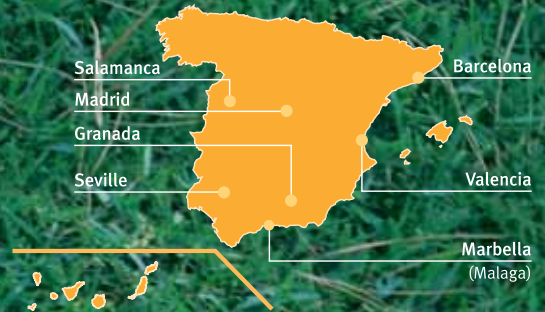 Salamanca
Madrid
Granada
Seville
Barcelona
Valencia
Marbella
(Malaga)